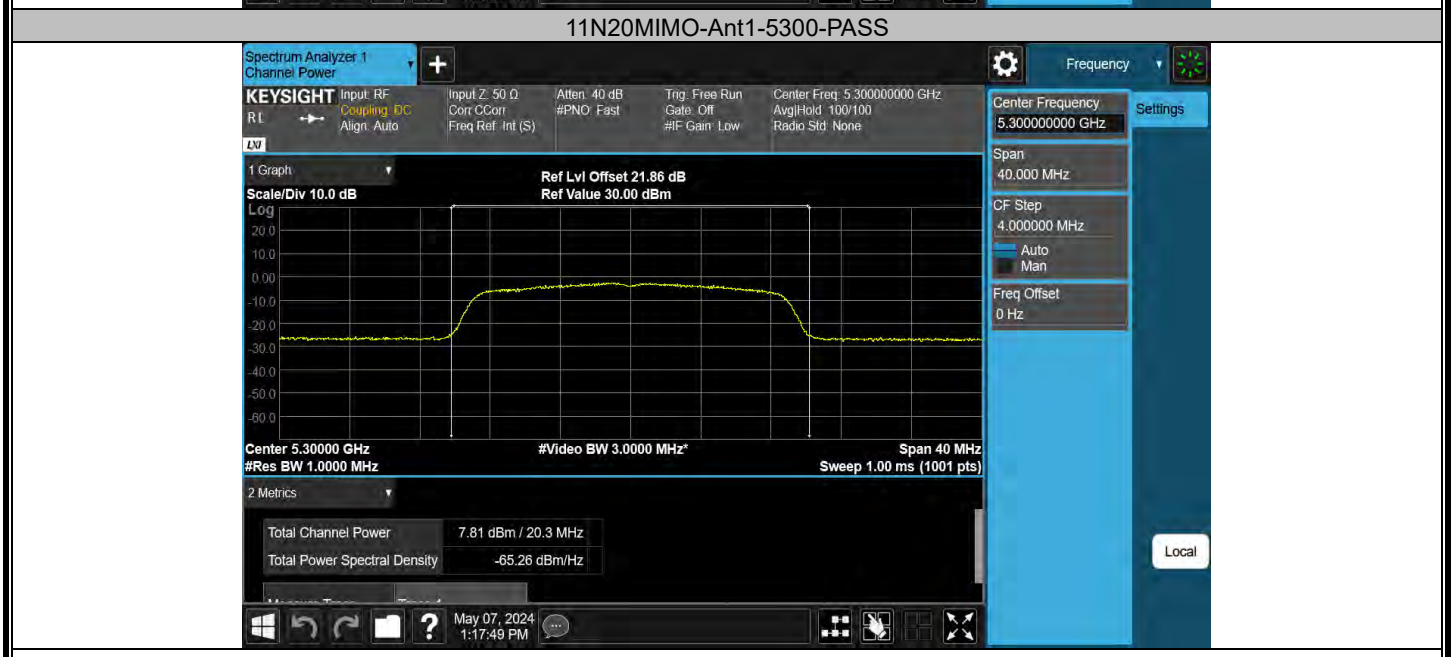 11N20MIMO-Ant1-5300-PASS
Spectrum Analyzer 1
Channel Power
Frequency
KEYSIGHT
Input: RF
Coupling: DC
Align: Auto
RL
LXI
Input Z: 50 Ω
Corr CCorr
Freq Ref: Int (S)
Atten: 40 dB
#PNO: Fast
Trig: Free Run
Gate: Off
#IF Gain: Low
Center Freq: 5.300000000 GHz
Avg|Hold: 100/100
Radio Std: None
Center Frequency
5.300000000 GHz
Settings
Span
40.000 MHz
CF Step
4.000000 MHz
Auto
Man
Freq Offset
0 Hz
1 Graph
Scale/Div 10.0 dB
Ref Lvl Offset 21.86 dB
Ref Value 30.00 dBm
Log
20.0
10.0
0.00
-10.0
-20.0
-30.0
-40.0
-50.0
-60.0
Center 5.30000 GHz
#Video BW 3.0000 MHz*
Span 40 MHz
#Res BW 1.0000 MHz
Sweep 1.00 ms (1001 pts)
2 Metrics
Total Channel Power 7.81 dBm / 20.3 MHz
Total Power Spectral Density -65.26 dBm/Hz
Local
?
May 07, 2024
1:17:49 PM